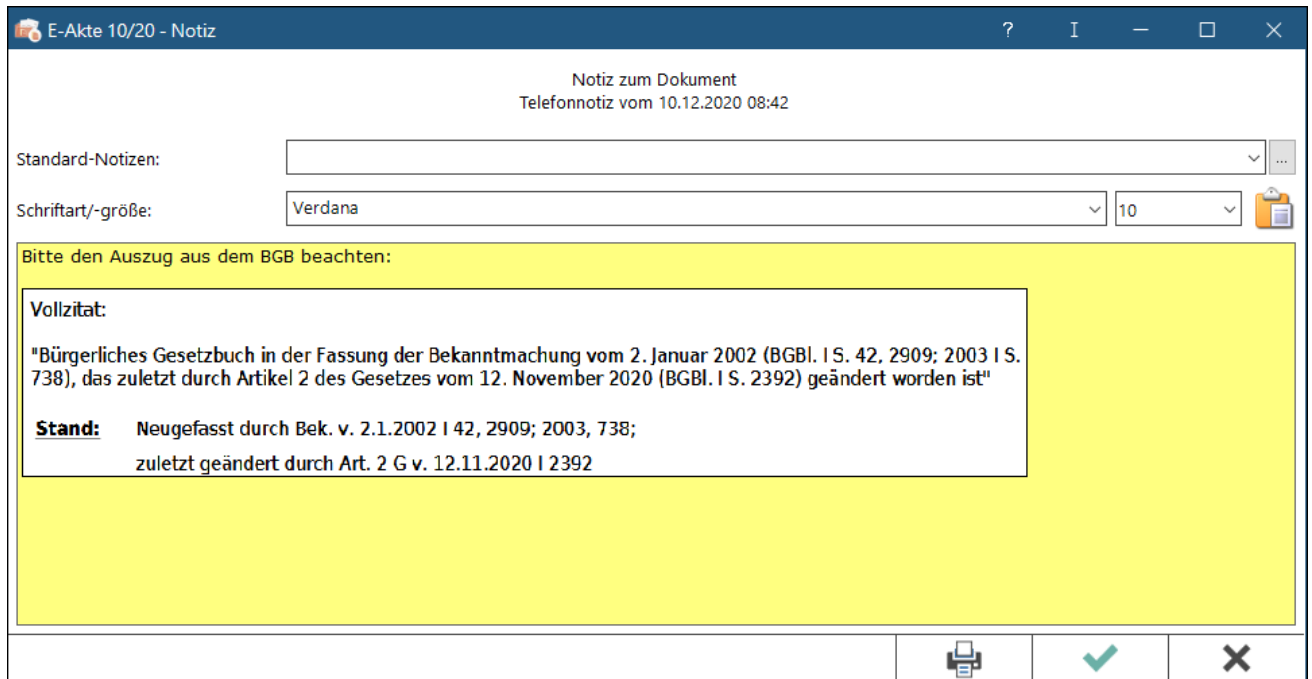 E-Akte 10/20 - Notiz
Notiz zum Dokument
Telefonnotiz vom 10.12.2020 08:42
Standard-Notizen:
...
Schriftart/-größe:
Verdana
10
Bitte den Auszug aus dem BGB beachten:
Vollzitat:
"Bürgerliches Gesetzbuch in der Fassung der Bekanntmachung vom 2. Januar 2002 (BGBl. I S. 42, 2909; 2003 I S.
738), das zuletzt durch Artikel 2 des Gesetzes vom 12. November 2020 (BGBl. I S. 2392) geändert worden ist"
Stand: Neugefasst durch Bek. v. 2.1.2002 I 42, 2909; 2003, 738;
zuletzt geändert durch Art. 2 G v. 12.11.2020 I 2392